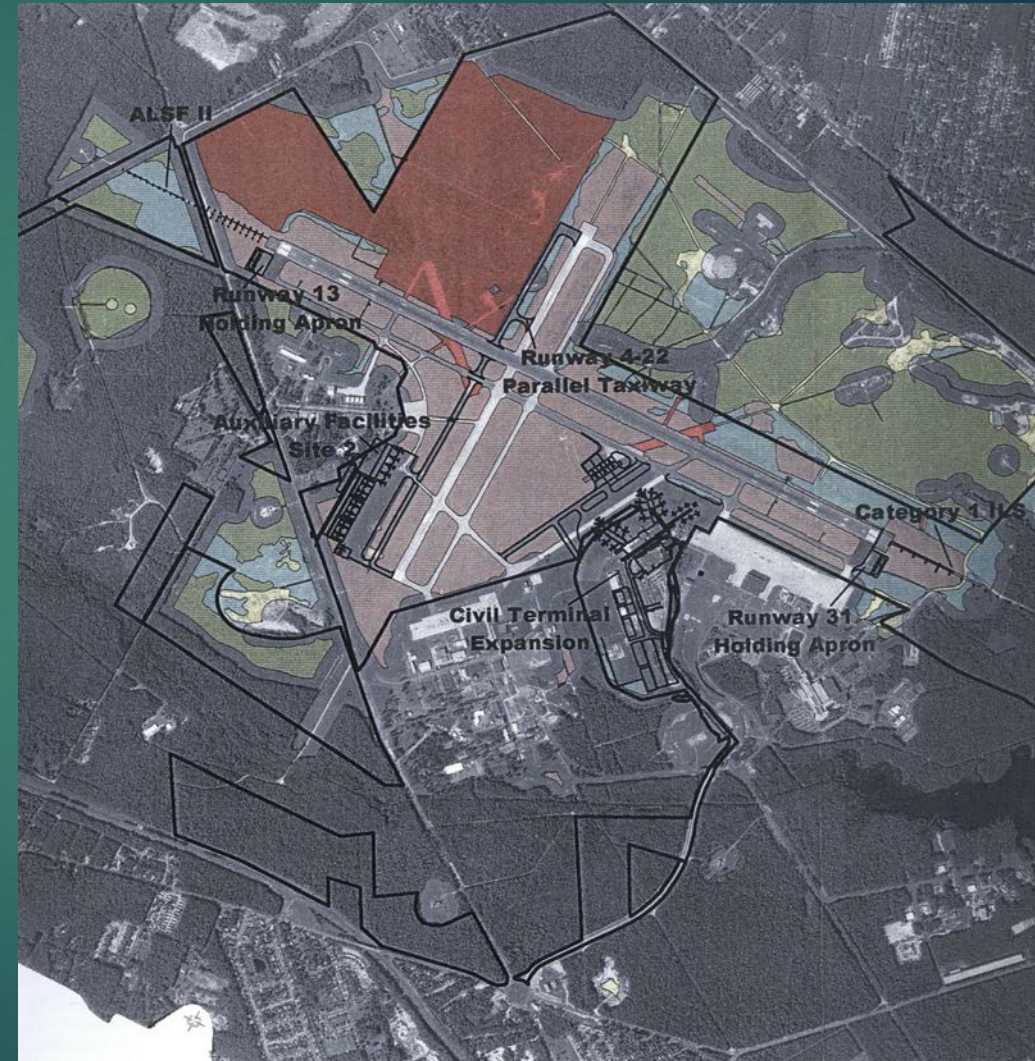 ALSF II
Runway 13
Holding Apron
Runway 4-22
Parallel Taxiway
Auxiliary Facilities
Site 2
Category 1 ILS
Civil Terminal
Expansion
Runway 31
Holding Apron